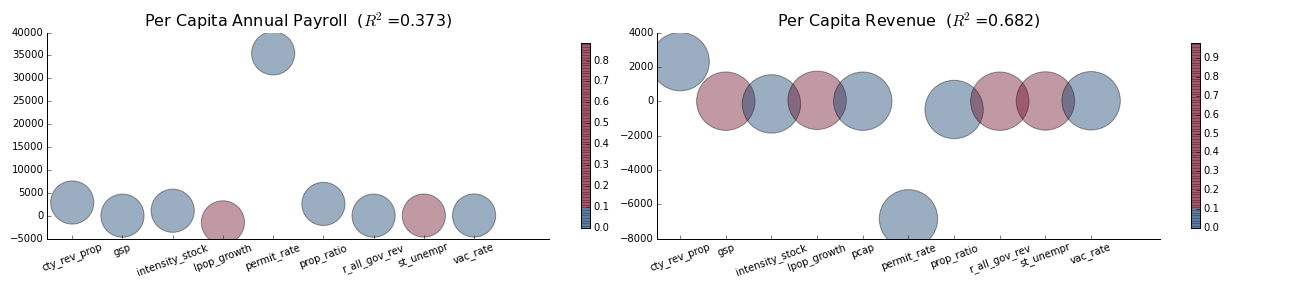 Per Capita Annual Payroll (R² =0.373)
40000
35000
30000
25000
20000
15000
10000
5000
0
−5000
cty_rev_prop
gsp
intensity_stock
lpop_growth
permit_rate
prop_ratio
r_all_gov_rev
st_unempr
vac_rate
0.8
0.7
0.6
0.5
0.4
0.3
0.2
0.1
0.0
Per Capita Revenue (R² =0.682)
4000
2000
0
−2000
−4000
−6000
−8000
cty_rev_prop
gsp
intensity_stock
lpop_growth
pcap
permit_rate
prop_ratio
r_all_gov_rev
st_unempr
vac_rate
0.9
0.8
0.7
0.6
0.5
0.4
0.3
0.2
0.1
0.0